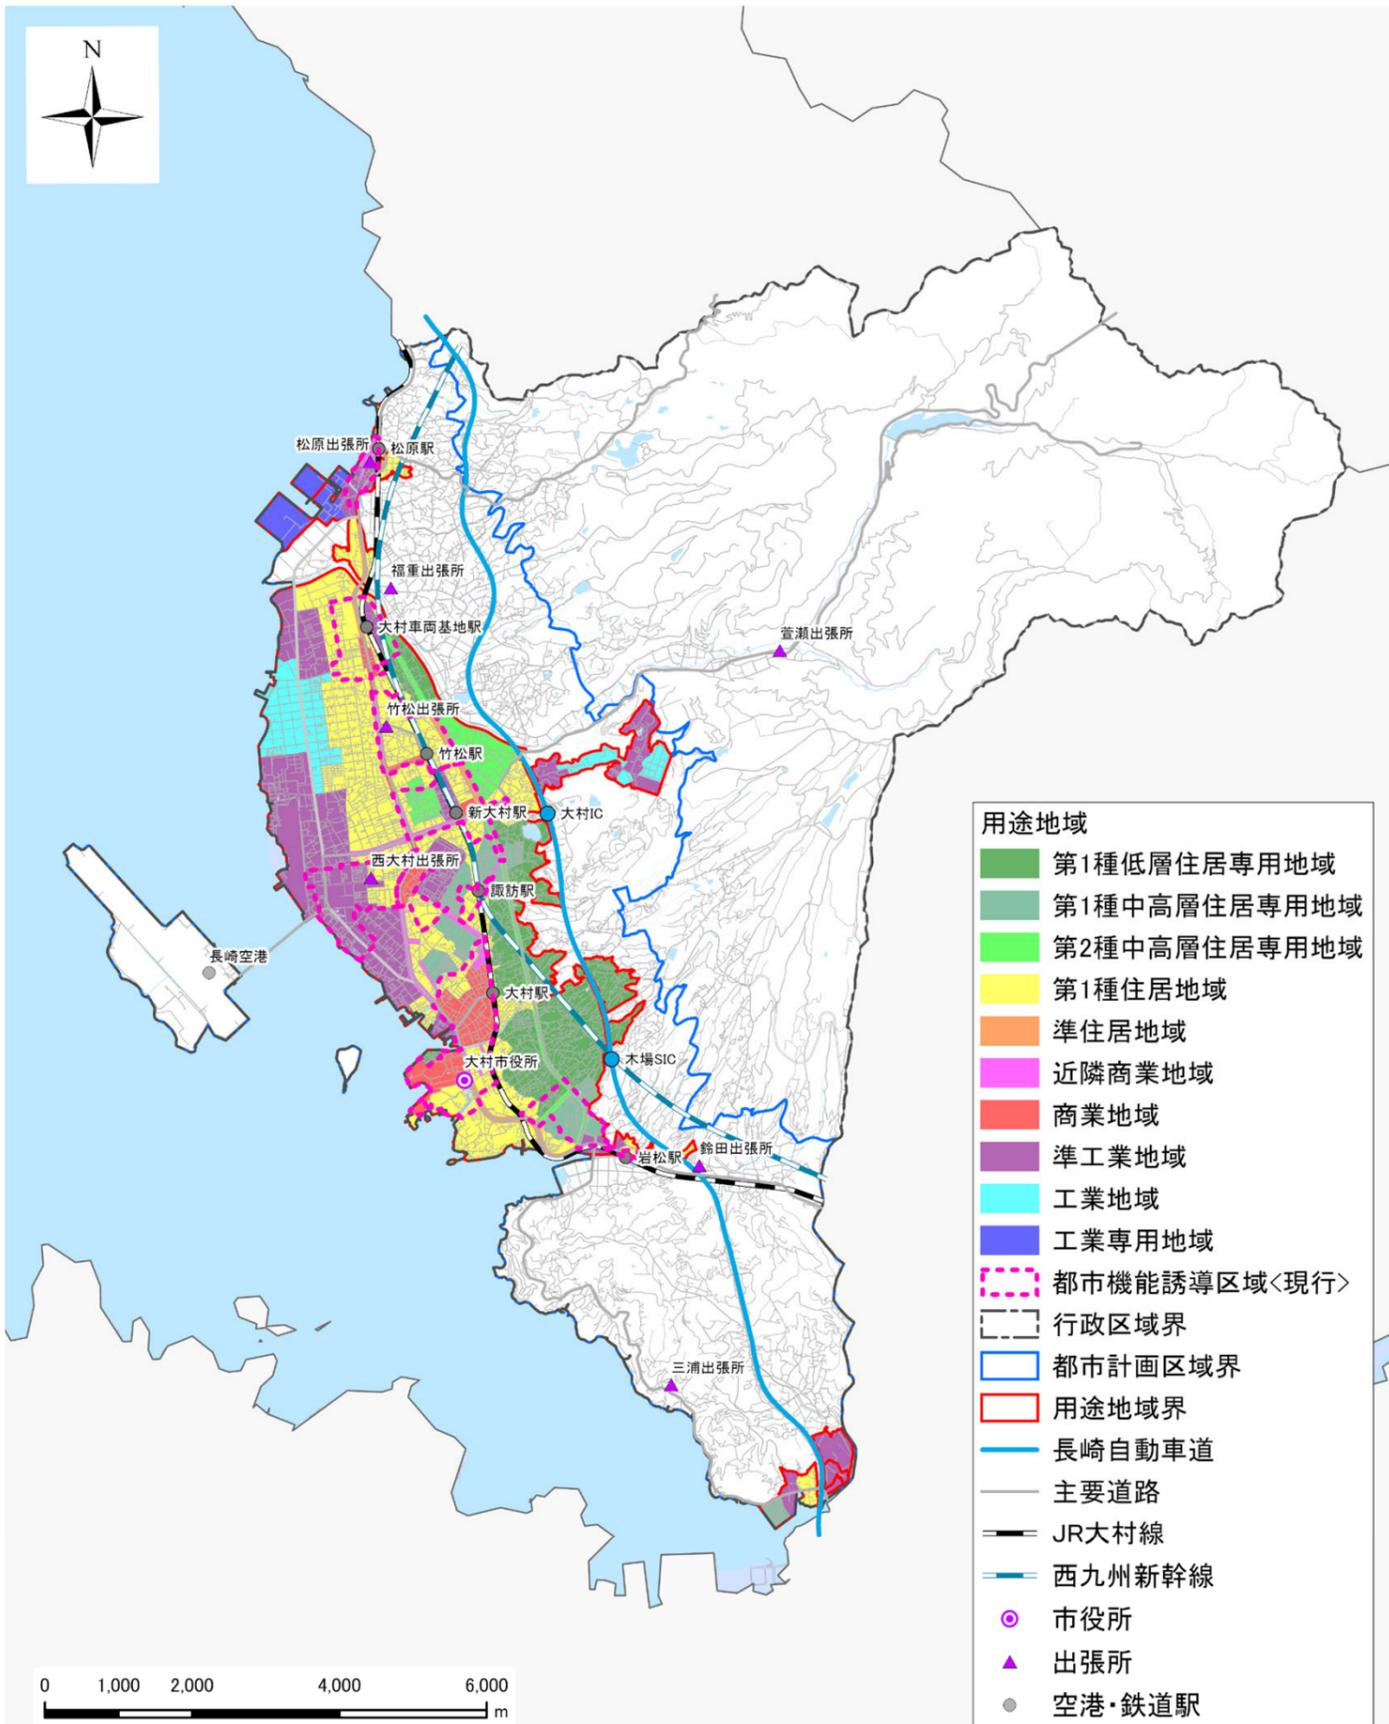 N
松原出張所
松原駅
福重出張所
大村車両基地駅
萱瀬出張所
竹松出張所
竹松駅
新大村駅
大村IC
西大村出張所
諏訪駅
長崎空港
大村駅
木場SIC
大村市役所
岩松駅
鈴田出張所
三浦出張所
用途地域
第1種低層住居専用地域
第1種中高層住居専用地域
第2種中高層住居専用地域
第1種住居地域
準住居地域
近隣商業地域
商業地域
準工業地域
工業地域
工業専用地域
都市機能誘導区域<現行>
行政区域界
都市計画区域界
用途地域界
長崎自動車道
主要道路
JR大村線
西九州新幹線
市役所
出張所
空港・鉄道駅
0 1,000 2,000 4,000 6,000
m